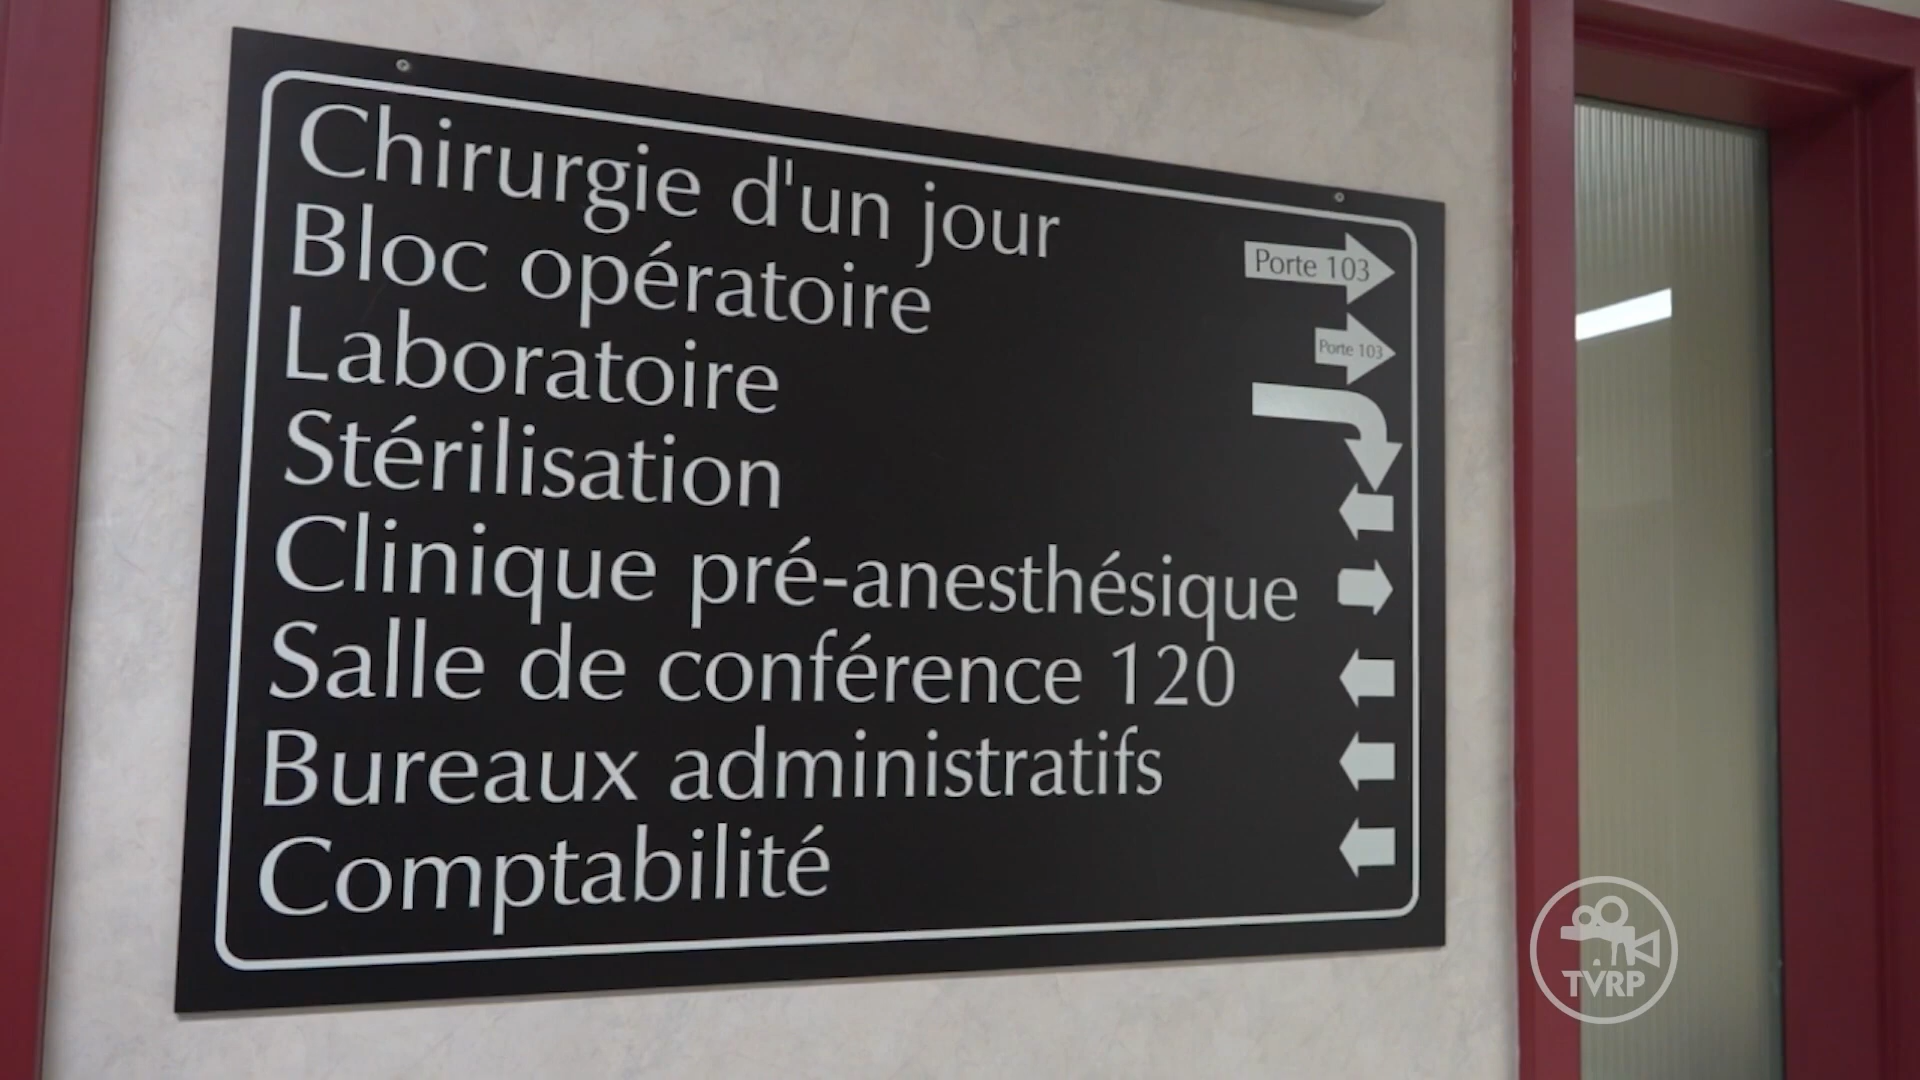 Chirurgie d'un jour
Porte 103
Bloc opératoire
Porte 103
Laboratoire
Stérilisation
Clinique pré-anesthésique
Salle de conférence 120
Bureaux administratifs
Comptabilité
TVRP